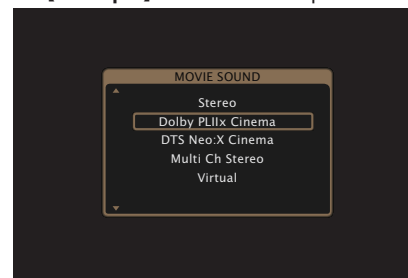 MOVIE SOUND
Stereo
Dolby PLIIx Cinema
DTS Neo:X Cinema
Multi Ch Stereo
Virtual